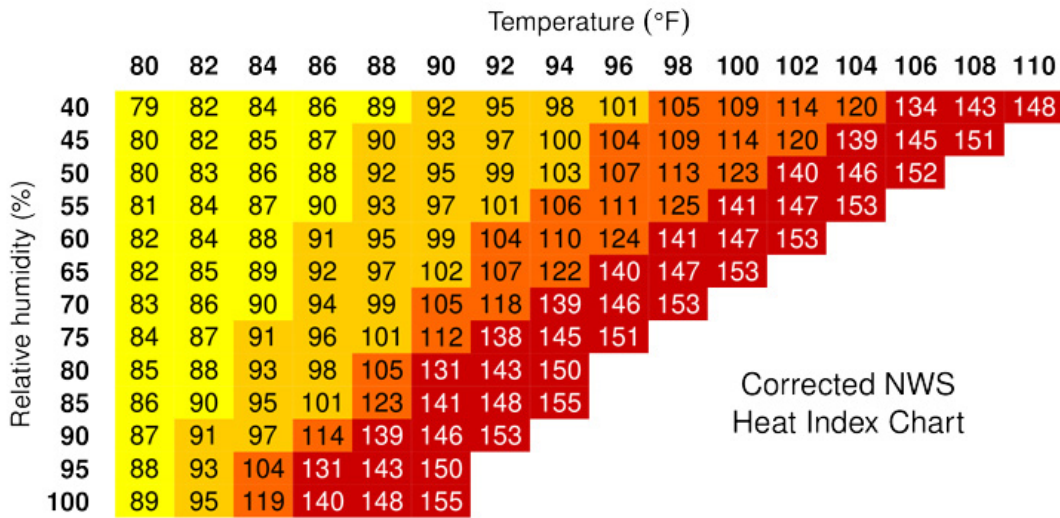 Temperature (°F)
80 82 84 86 88 90 92 94 96 98 100 102 104 106 108 110
Relative humidity (%)
40 79 82 84 86 89 92 95 98 101 105 109 114 120 134 143 148
45 80 82 85 87 90 93 97 100 104 109 114 120 139 145 151
50 80 83 86 88 92 95 99 103 107 113 123 140 146 152
55 81 84 87 90 93 97 101 106 111 125 141 147 153
60 82 84 88 91 95 99 104 110 124 141 147 153
65 82 85 89 92 97 102 107 122 140 147 153
70 83 86 90 94 99 105 118 139 146 153
75 84 87 91 96 101 112 138 145 151
80 85 88 93 98 105 131 143 150
85 86 90 95 101 123 141 148 155
90 87 91 97 114 139 146 153
95 88 93 104 131 143 150
100 89 95 119 140 148 155
Corrected NWS
Heat Index Chart